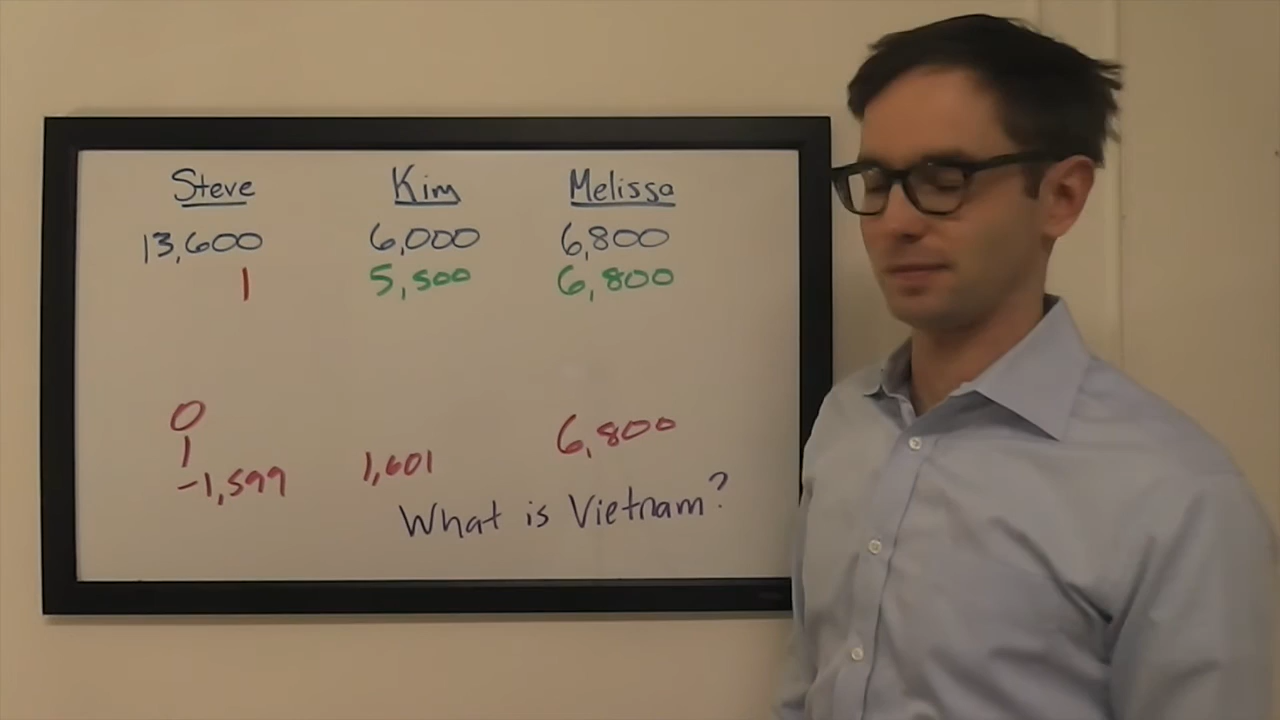 Steve Kim Melissa
13,600 6,000 6,800
1 5,500 6,800
0
1 6,800
-1,599 1,601
What is Vietnam?